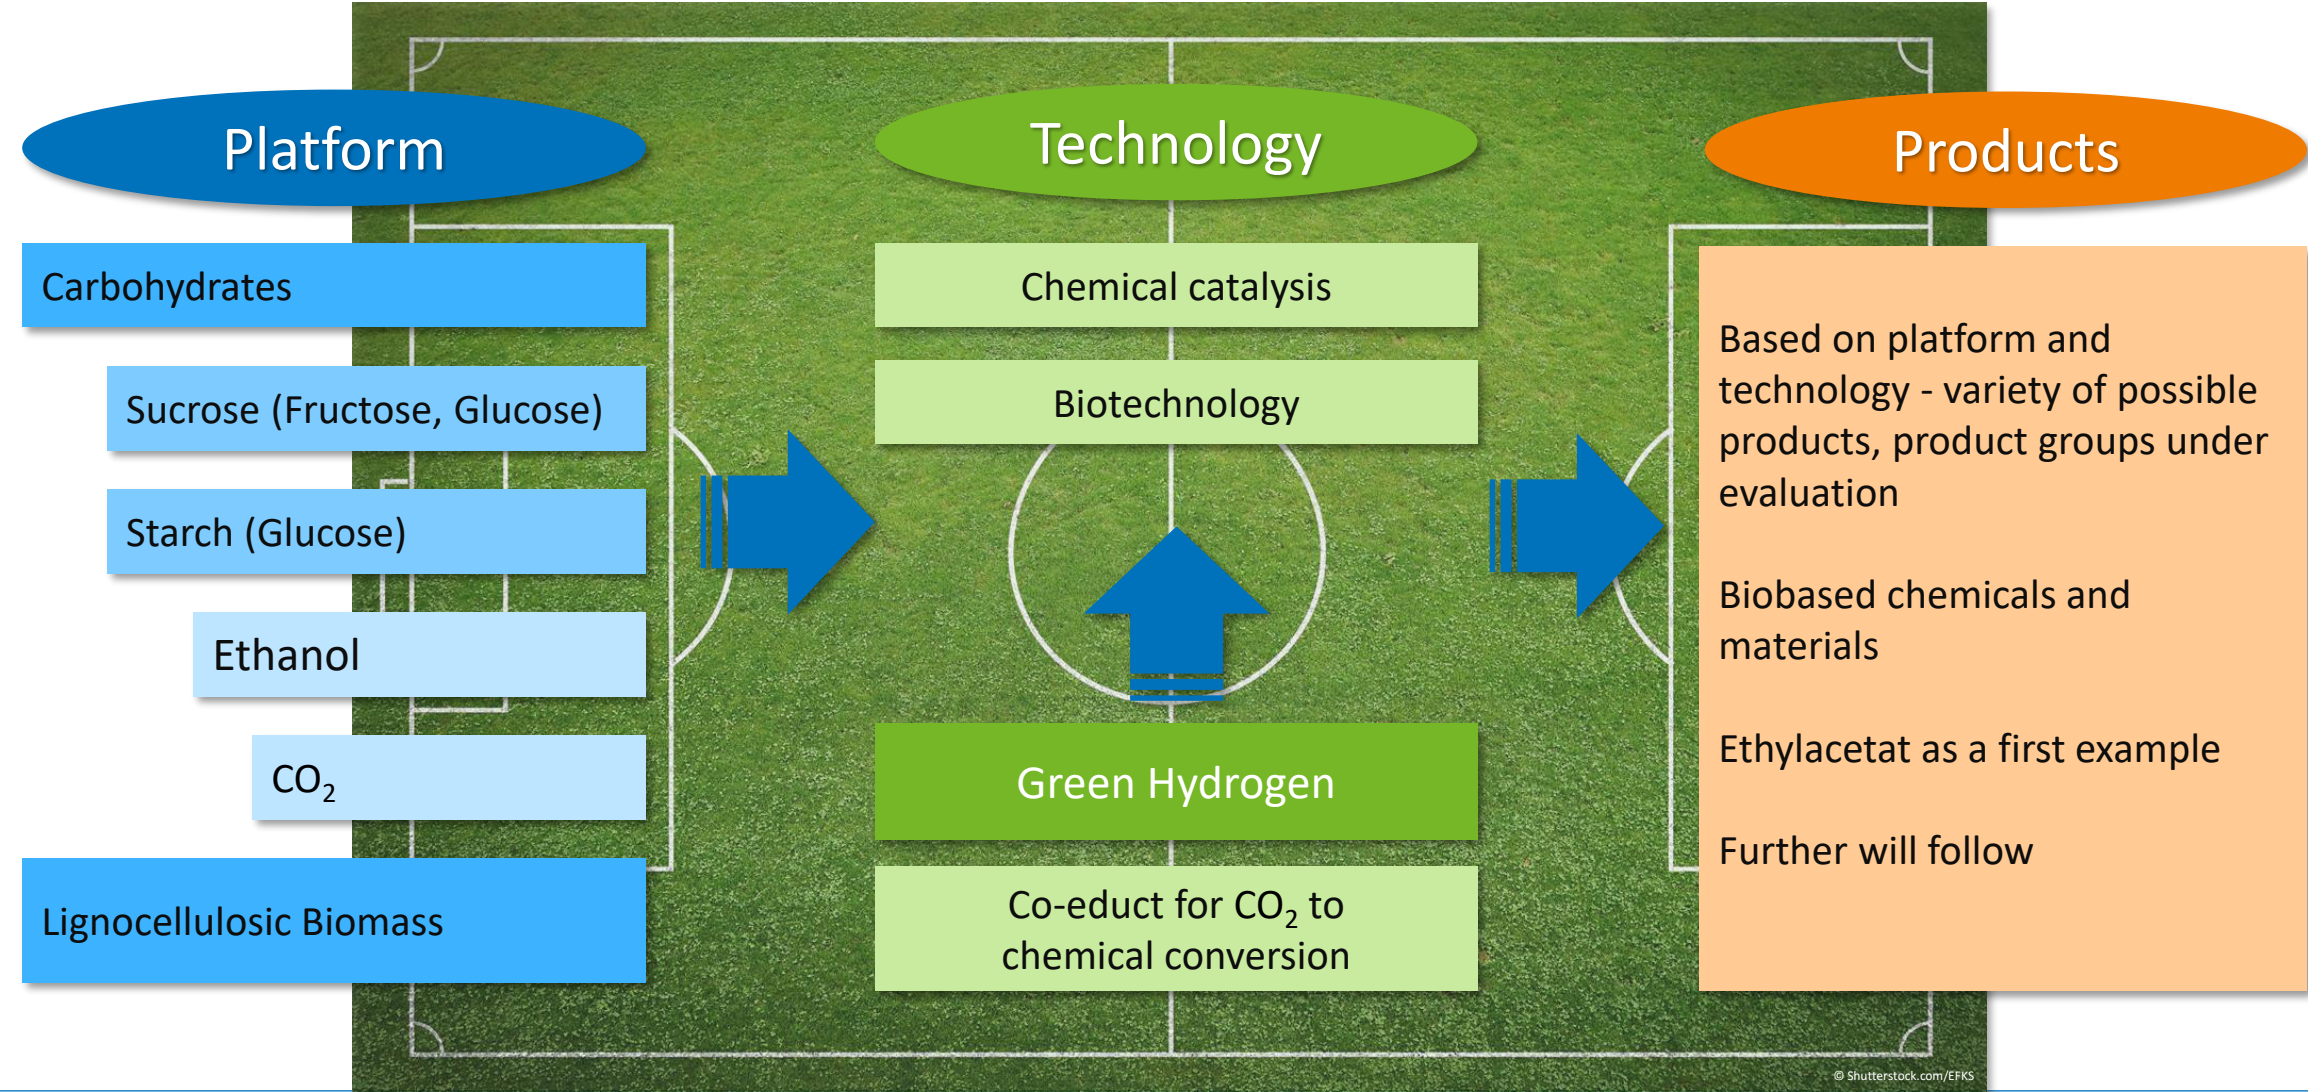 Platform
Carbohydrates
Sucrose (Fructose, Glucose)
Starch (Glucose)
Ethanol
CO₂
Lignocellulosic Biomass
Technology
Chemical catalysis
Biotechnology
Green Hydrogen
Co-educt for CO₂ to
chemical conversion
Products
Based on platform and
technology - variety of possible
products, product groups under
evaluation
Biobased chemicals and
materials
Ethylacetat as a first example
Further will follow
© Shutterstock.com/EFKS